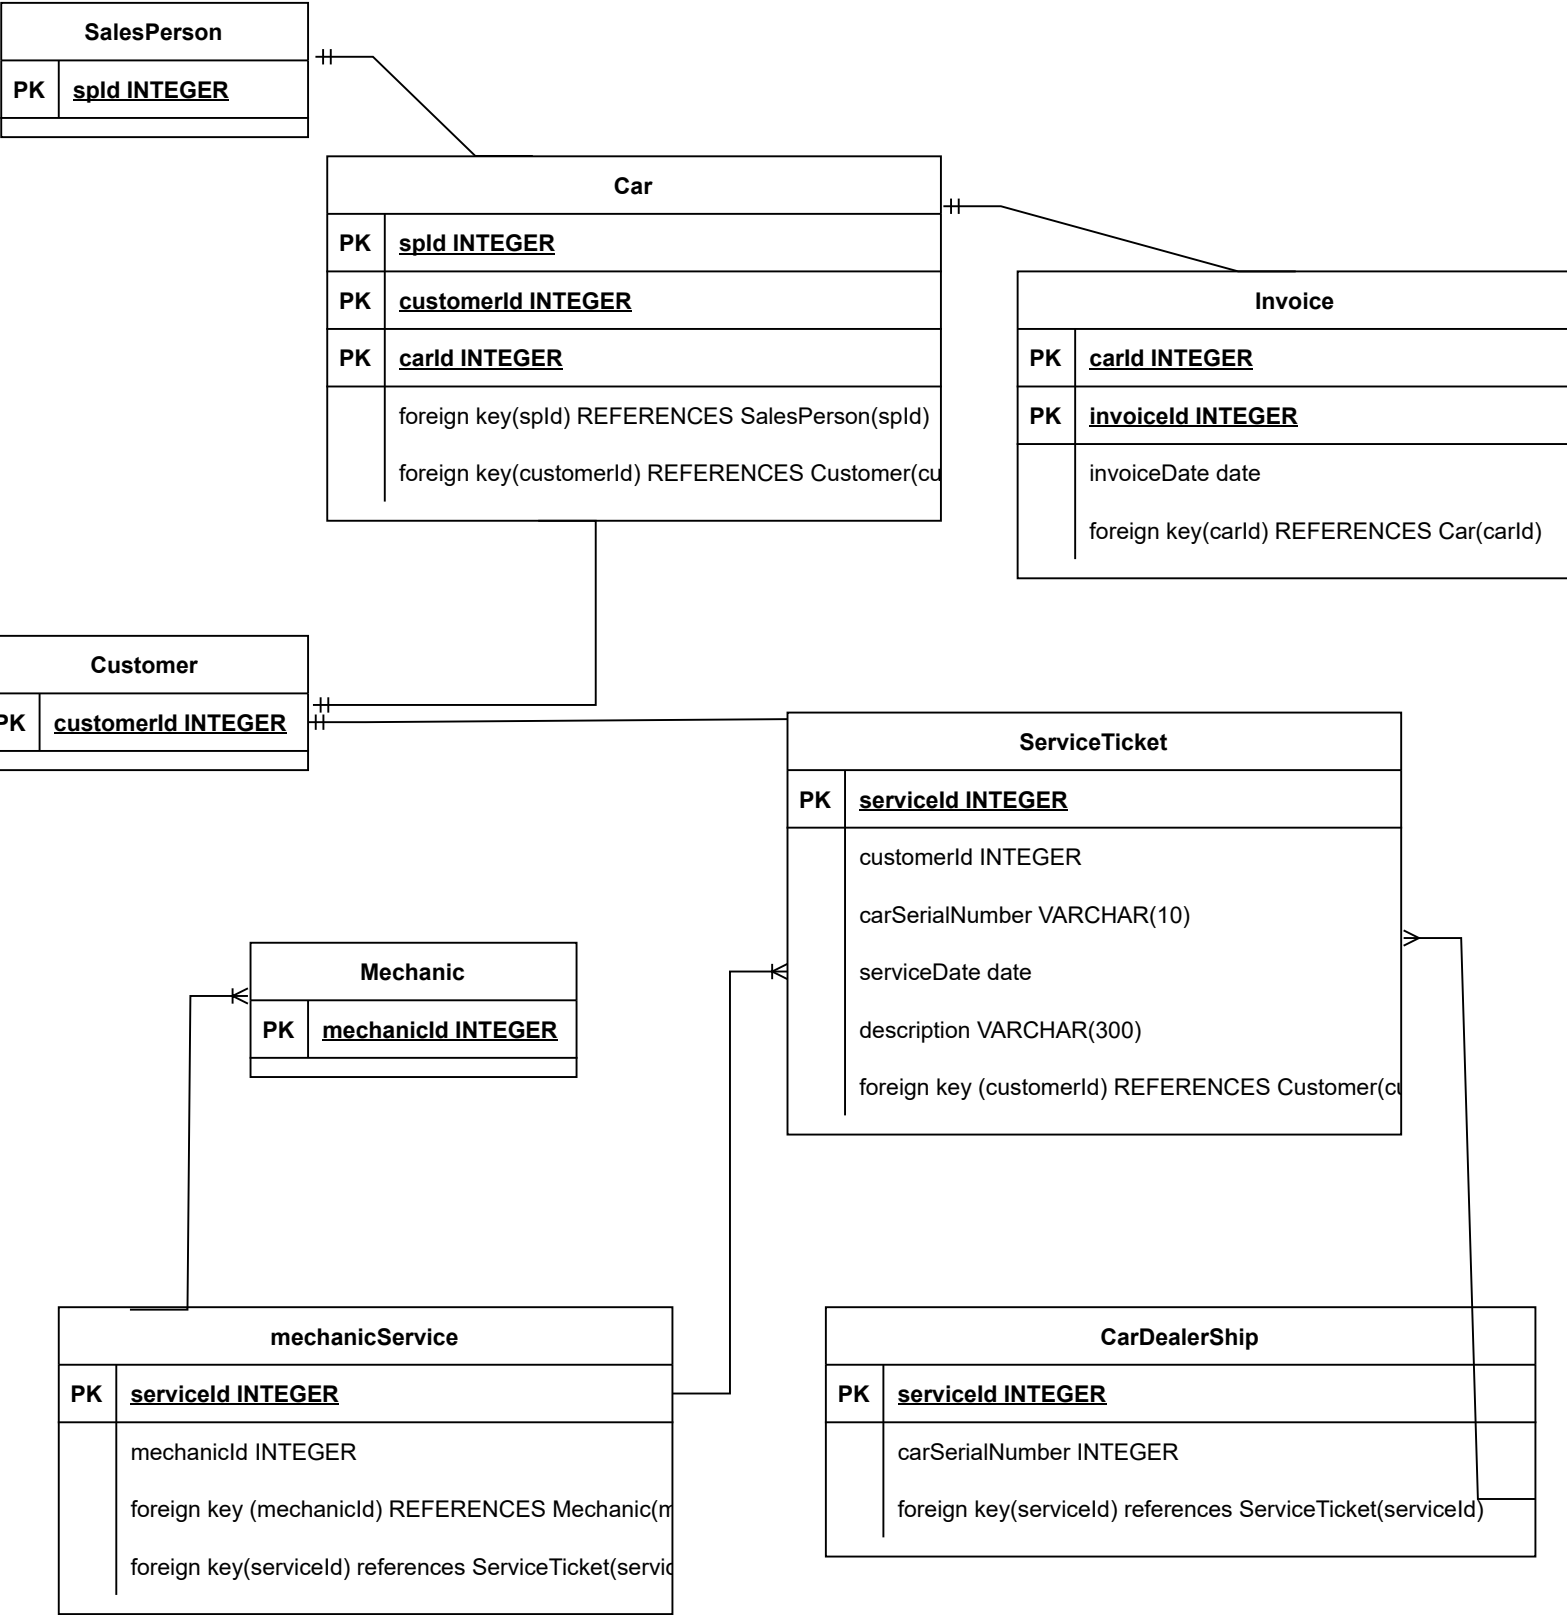 SalesPerson
PK spId INTEGER
Car
PK spId INTEGER
PK customerId INTEGER
PK carId INTEGER
foreign key(spId) REFERENCES SalesPerson(spId)
foreign key(customerId) REFERENCES Customer(cu
Invoice
PK carId INTEGER
PK invoiceId INTEGER
invoiceDate date
foreign key(carId) REFERENCES Car(carId)
Customer
PK customerId INTEGER
ServiceTicket
PK serviceId INTEGER
customerId INTEGER
carSerialNumber VARCHAR(10)
serviceDate date
description VARCHAR(300)
foreign key (customerId) REFERENCES Customer(cu
Mechanic
PK mechanicId INTEGER
mechanicService
PK serviceId INTEGER
mechanicId INTEGER
foreign key (mechanicId) REFERENCES Mechanic(m
foreign key(serviceId) references ServiceTicket(servic
CarDealerShip
PK serviceId INTEGER
carSerialNumber INTEGER
foreign key(serviceId) references ServiceTicket(serviceId)